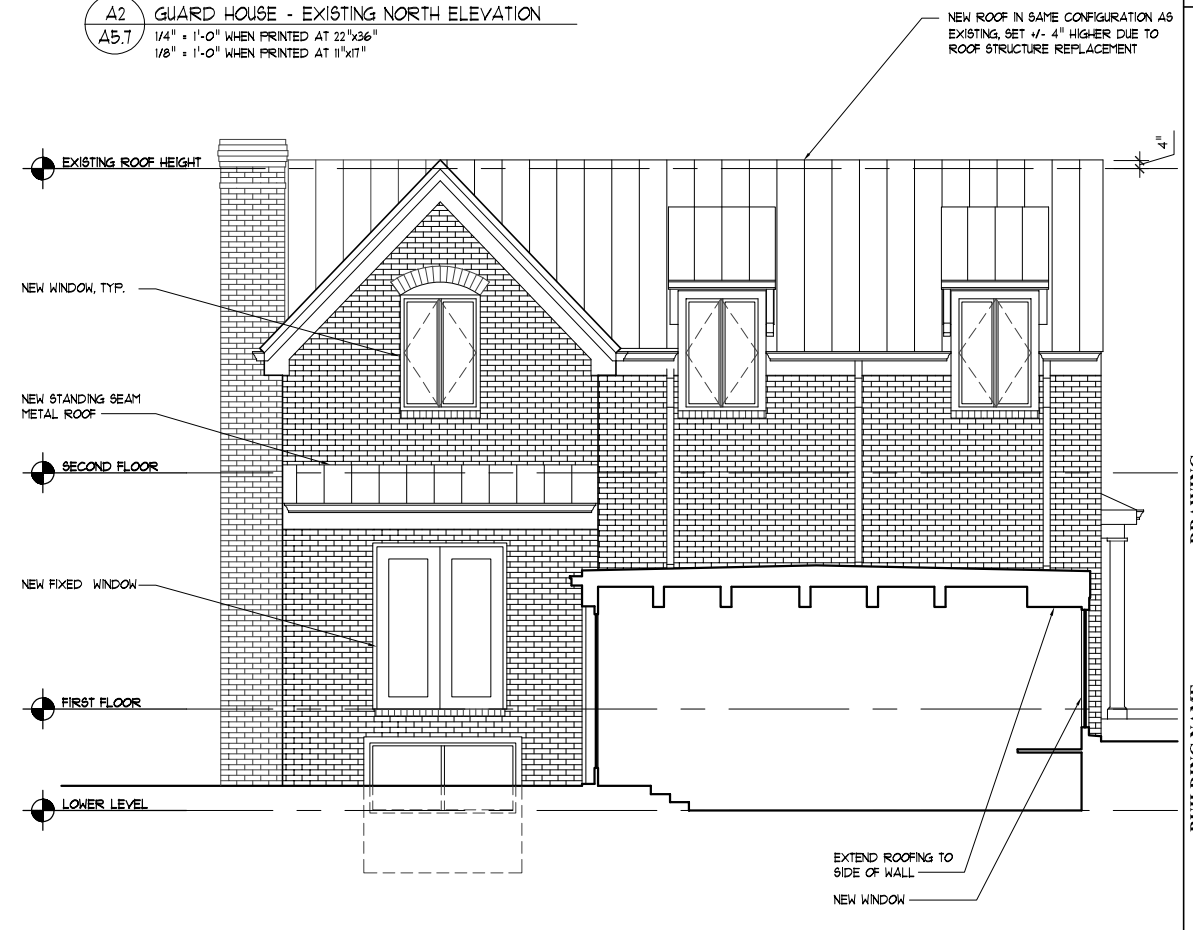 A2
A5.7
GUARD HOUSE - EXISTING NORTH ELEVATION
1/4" = 1'-0" WHEN PRINTED AT 22"x36"
1/8" = 1'-0" WHEN PRINTED AT 11"x17"
NEW ROOF IN SAME CONFIGURATION AS
EXISTING, SET +/- 4" HIGHER DUE TO
ROOF STRUCTURE REPLACEMENT
4"
EXISTING ROOF HEIGHT
NEW WINDOW, TYP.
NEW STANDING SEAM
METAL ROOF
SECOND FLOOR
NEW FIXED WINDOW
FIRST FLOOR
LOWER LEVEL
EXTEND ROOFING TO
SIDE OF WALL
NEW WINDOW
DRAWING
BUILDING NAME